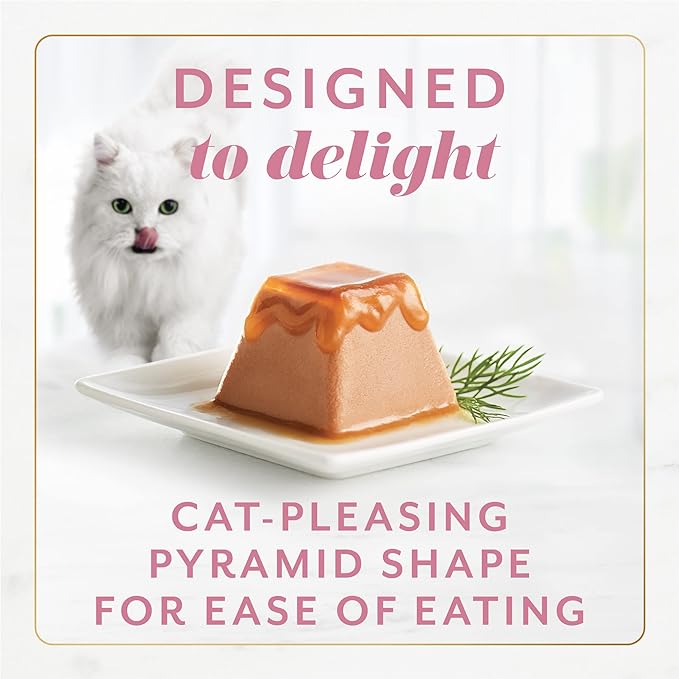 DESIGNED
to delight
CAT-PLEASING
PYRAMID SHAPE
FOR EASE OF EATING